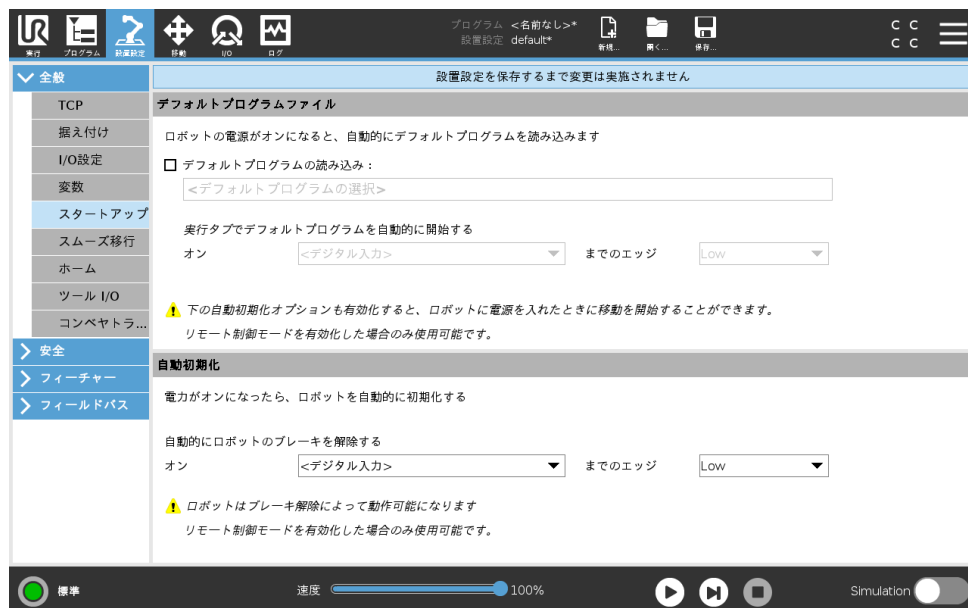 プログラム <名前なし>*
設置設定 default*
UR
実行
プログラム
設置設定
移動
I/O
ログ
新規...
開く...
保存...
C C
C C
全般
TCP
据え付け
I/O設定
変数
スタートアップ
スムーズ移行
ホーム
ツール I/O
コンベヤトラ...
安全
フィーチャー
フィールドバス
設置設定を保存するまで変更は実施されません
デフォルトプログラムファイル
ロボットの電源がオンになると、自動的にデフォルトプログラムを読み込みます
デフォルトプログラムの読み込み：
<デフォルトプログラムの選択>
実行タブでデフォルトプログラムを自動的に開始する
オン <デジタル入力> までのエッジ Low
下の自動初期化オプションも有効化すると、ロボットに電源を入れたときに移動を開始することができます。
リモート制御モードを有効化した場合のみ使用可能です。
自動初期化
電力がオンになったら、ロボットを自動的に初期化する
自動的にロボットのブレーキを解除する
オン <デジタル入力> までのエッジ Low
ロボットはブレーキ解除によって動作可能になります
リモート制御モードを有効化した場合のみ使用可能です。
標準
速度 100%
Simulation